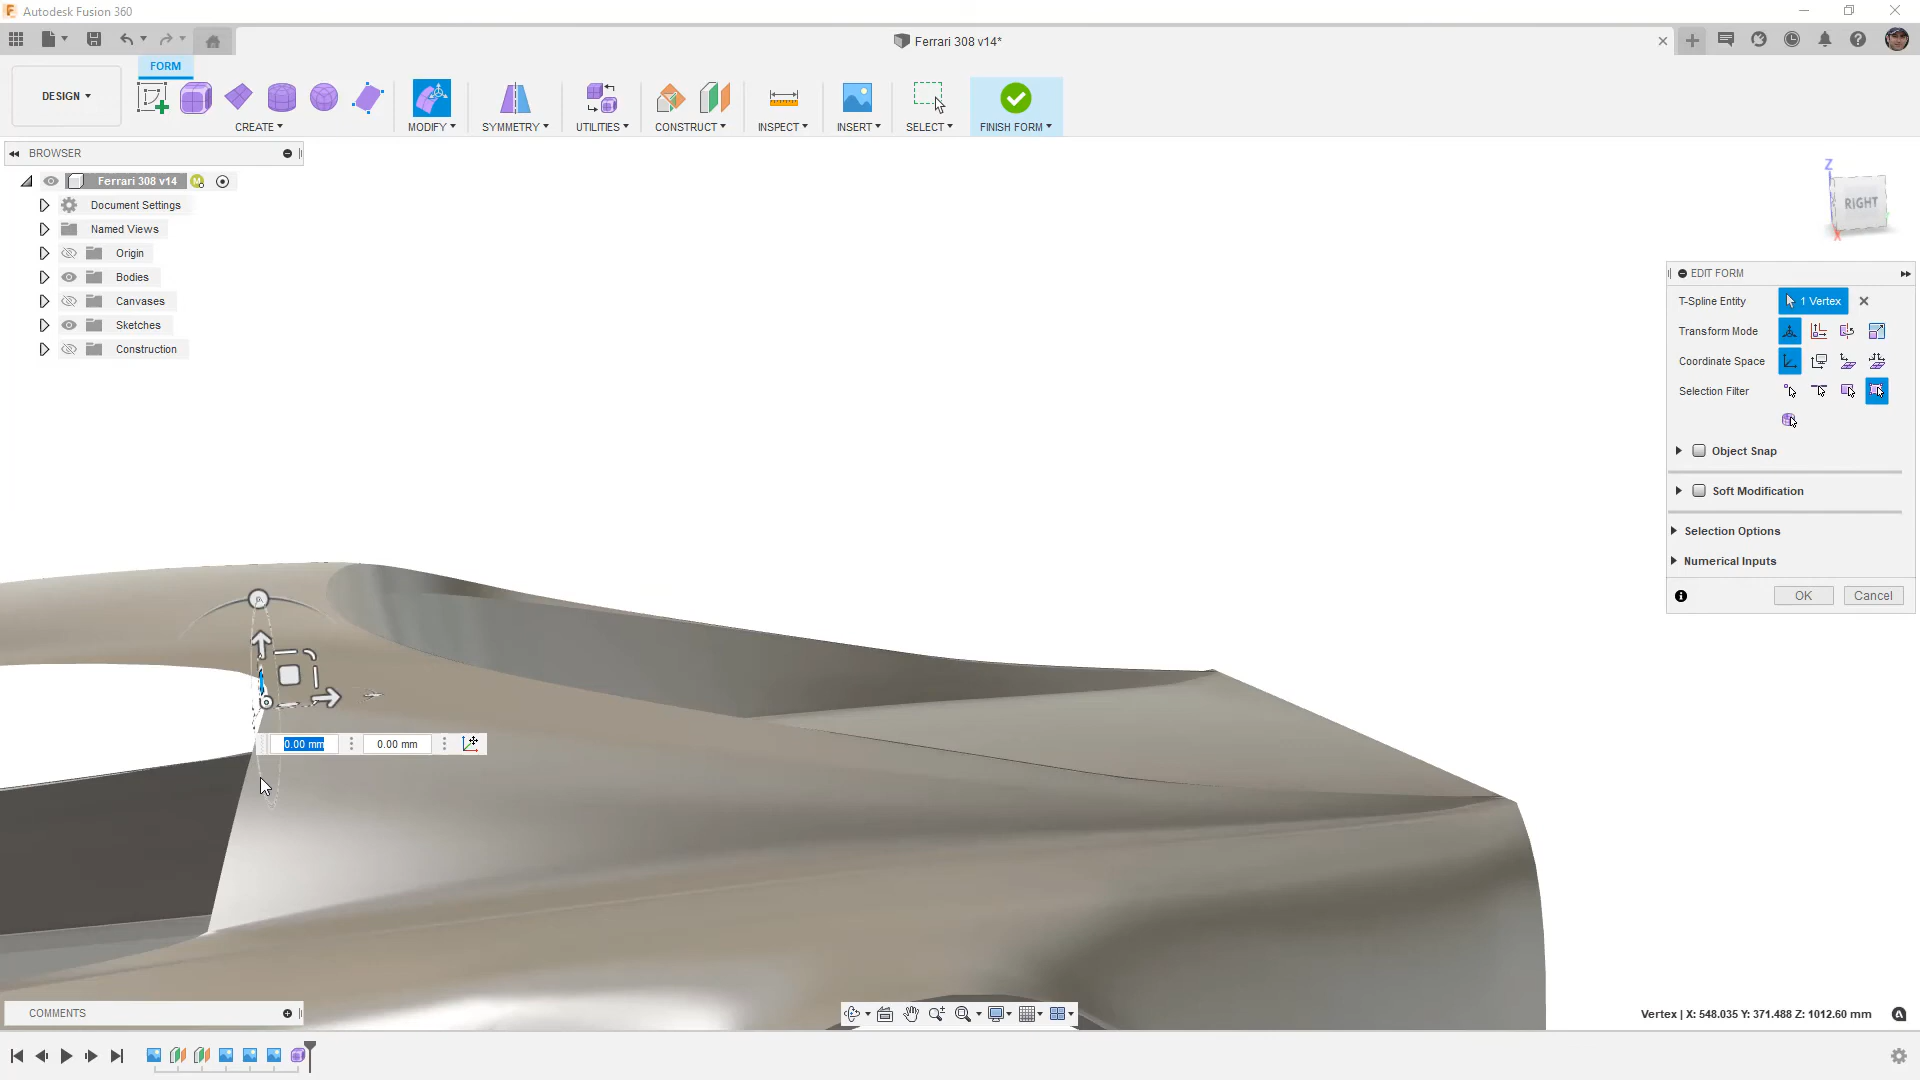 Autodesk Fusion 360
Ferrari 308 v14*
FORM
DESIGN
CREATE
MODIFY
SYMMETRY
UTILITIES
CONSTRUCT
INSPECT
INSERT
SELECT
FINISH FORM
BROWSER
Ferrari 308 v14
Document Settings
Named Views
Origin
Bodies
Canvases
Sketches
Construction
Z
RIGHT
X
EDIT FORM
T-Spline Entity
1 Vertex
Transform Mode
Coordinate Space
Selection Filter
Object Snap
Soft Modification
Selection Options
Numerical Inputs
OK
Cancel
0.00 mm
0.00 mm
COMMENTS
Vertex | X: 548.035 Y: 371.488 Z: 1012.60 mm